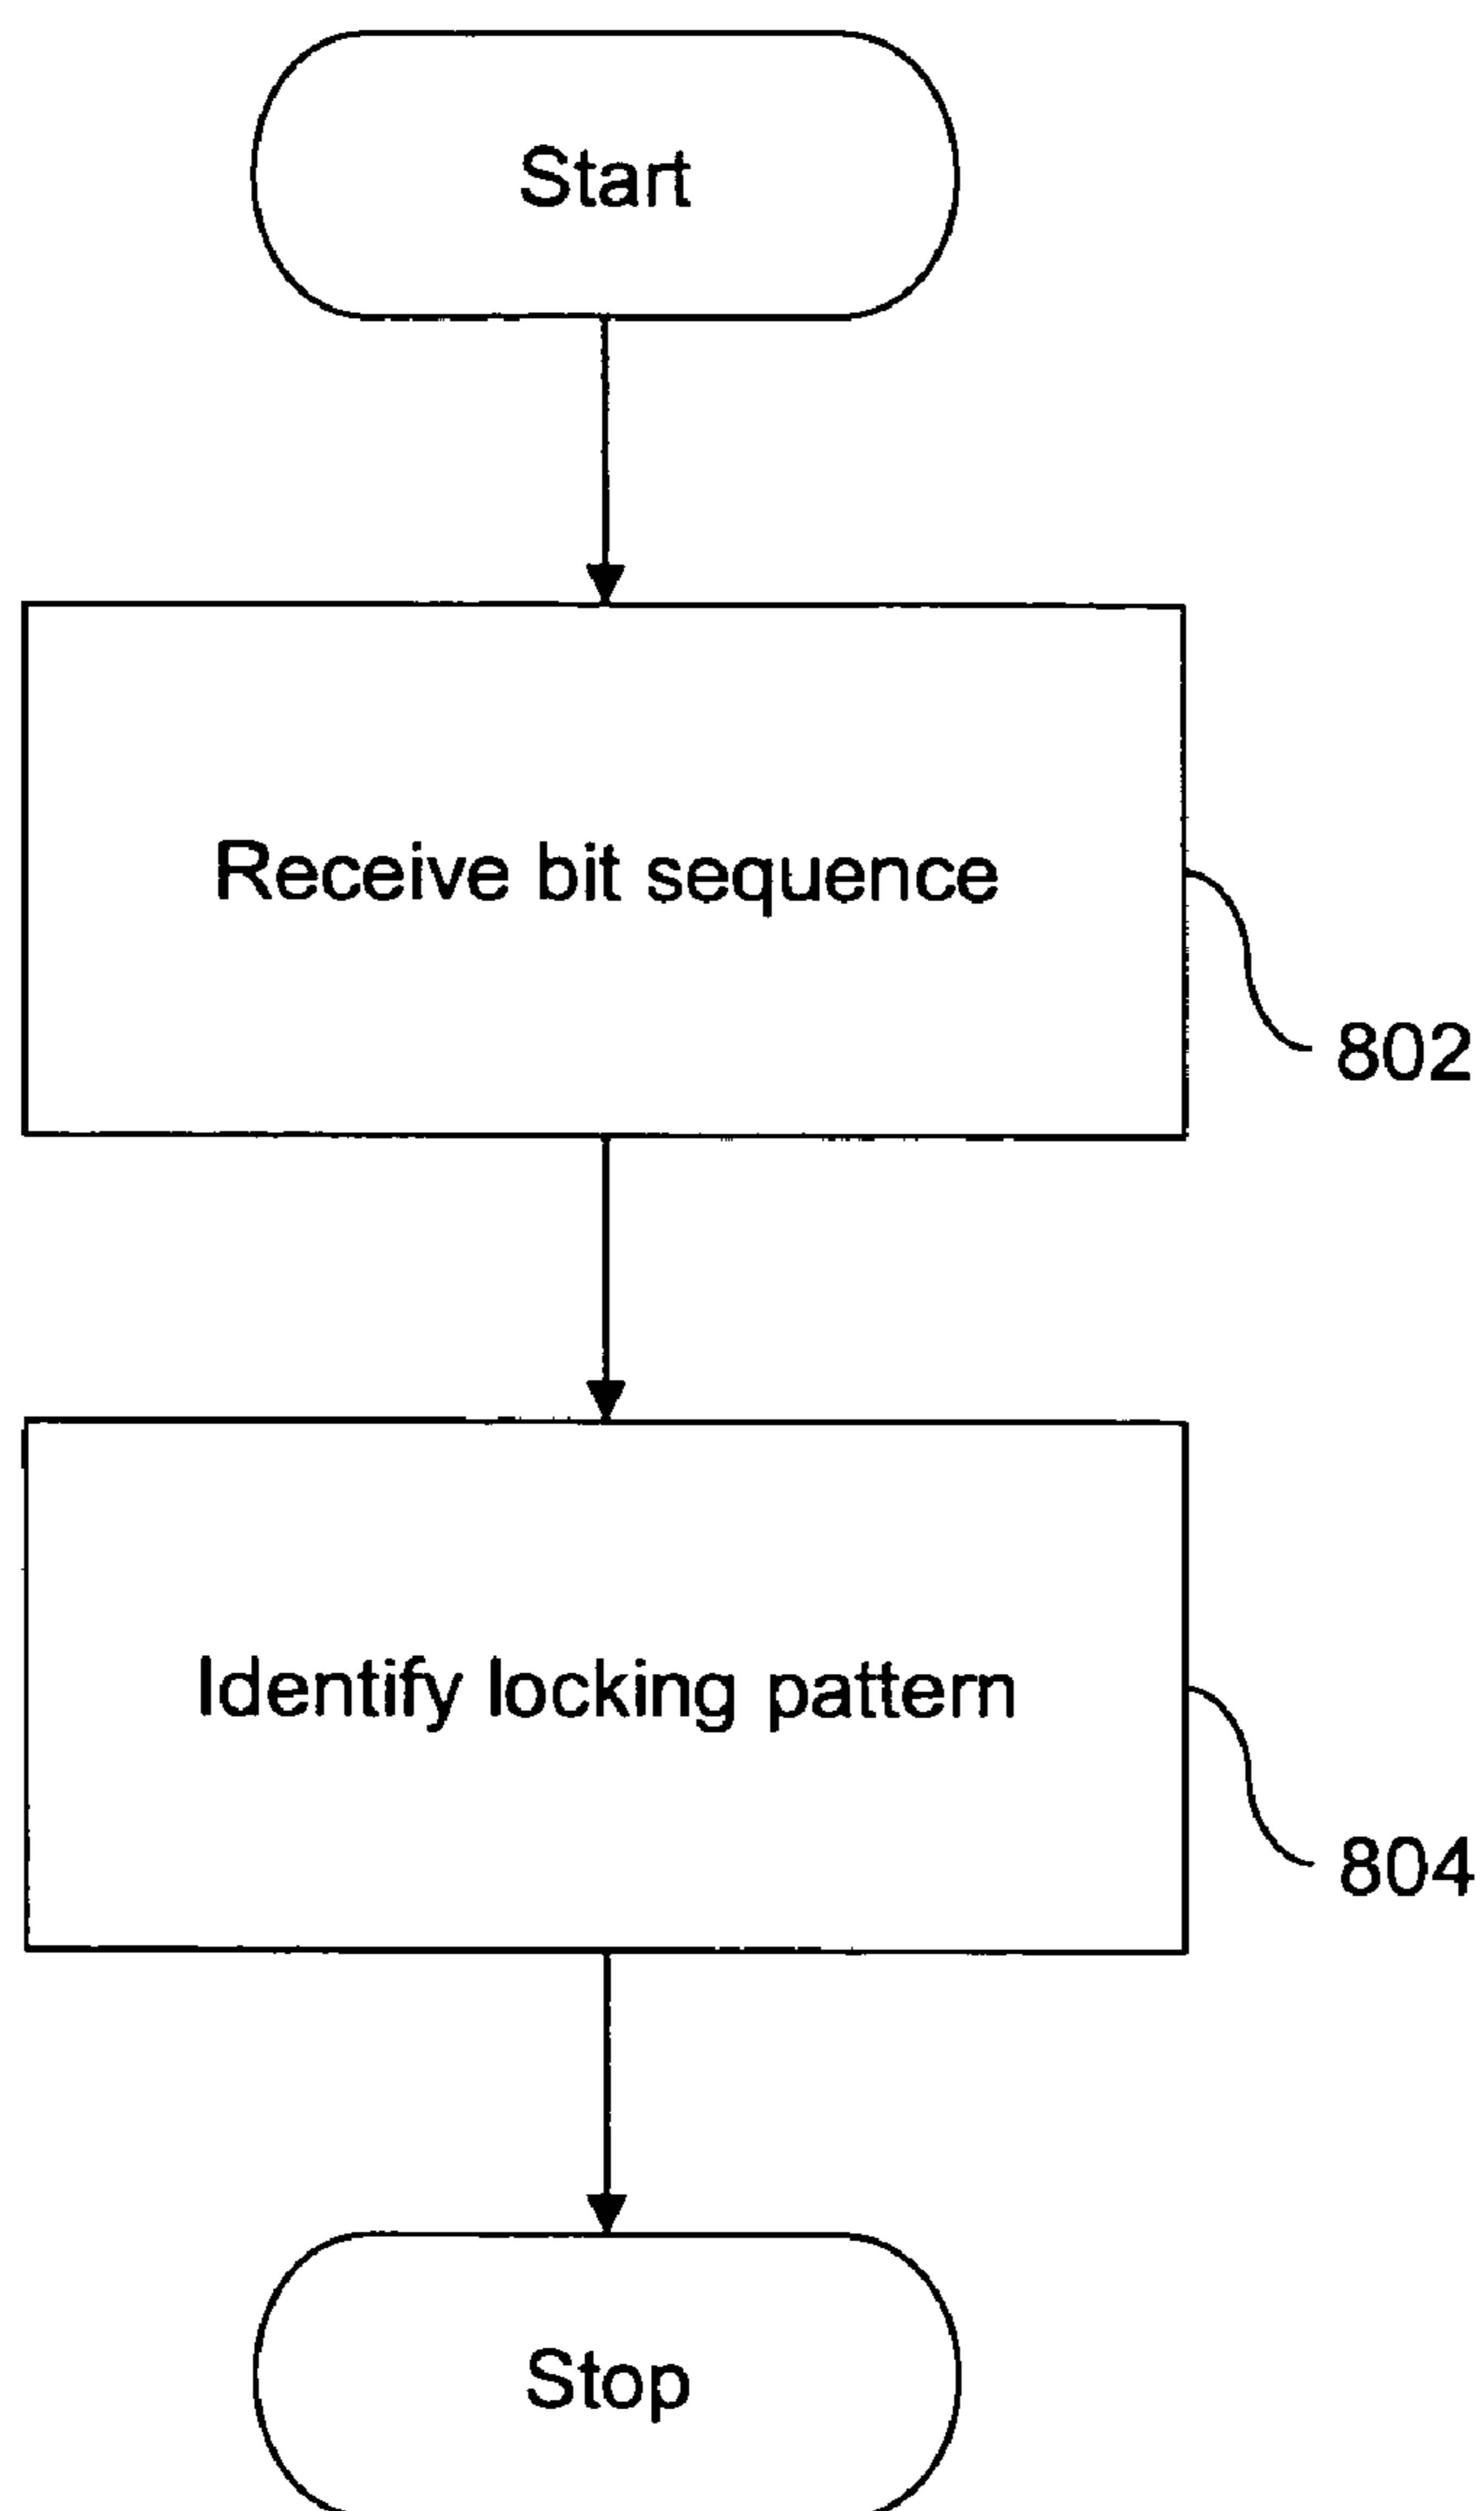 Start
Receive bit sequence
802
Identify locking pattern
804
Stop